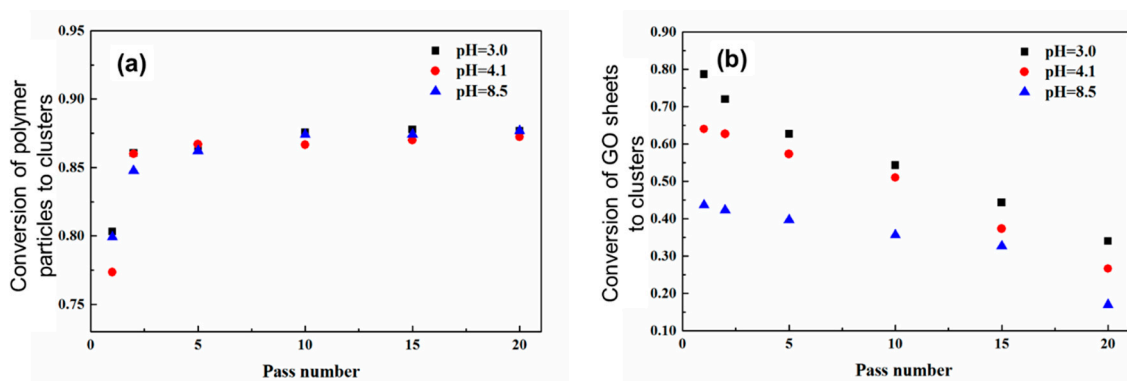 (a)
pH=3.0
pH=4.1
pH=8.5
Conversion of polymer
particles to clusters
0.95
0.90
0.85
0.80
0.75
0
5
10
15
20
Pass number
(b)
pH=3.0
pH=4.1
pH=8.5
Conversion of GO sheets
to clusters
0.90
0.80
0.70
0.60
0.50
0.40
0.30
0.20
0.10
0
5
10
15
20
Pass number